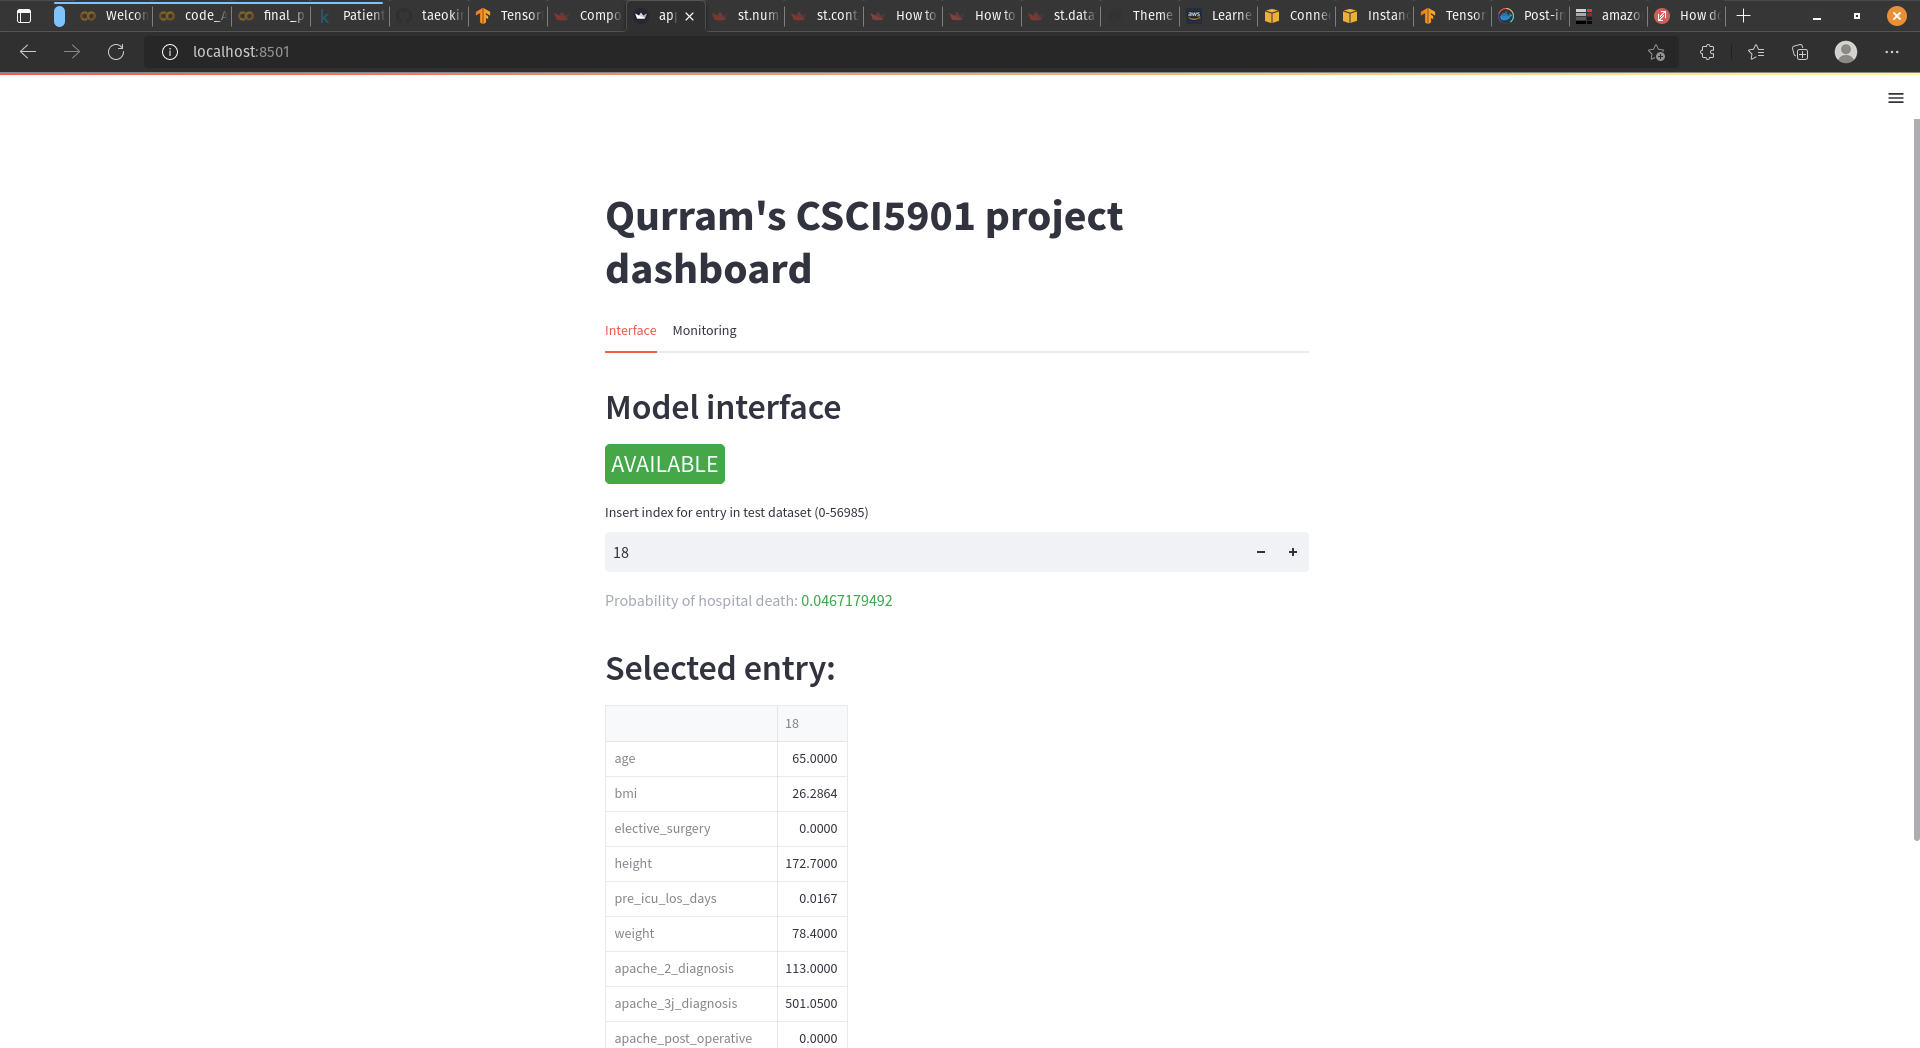 Welcon
code_A
final_p
Patient
taeokin
Tensor
Compo
ap
st.num
st.cont
How to
How to
st.data
Theme
aws
Learne
Conne
Instan
Tensor
Post-in
amazo
How do
localhost:8501
Qurram's CSCI5901 project
dashboard
Interface Monitoring
Model interface
AVAILABLE
Insert index for entry in test dataset (0-56985)
18
Probability of hospital death: 0.0467179492
Selected entry:
18
age 65.0000
bmi 26.2864
elective_surgery 0.0000
height 172.7000
pre_icu_los_days 0.0167
weight 78.4000
apache_2_diagnosis 113.0000
apache_3j_diagnosis 501.0500
apache_post_operative 0.0000